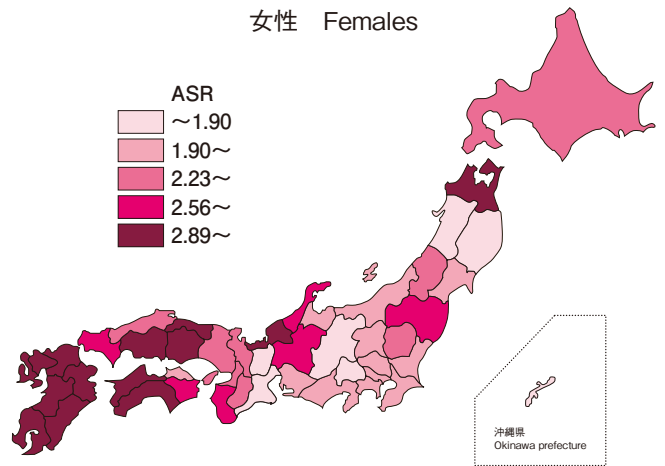 女性　Females
ASR
～1.90
1.90～
2.23～
2.56～
2.89～
沖縄県
Okinawa prefecture